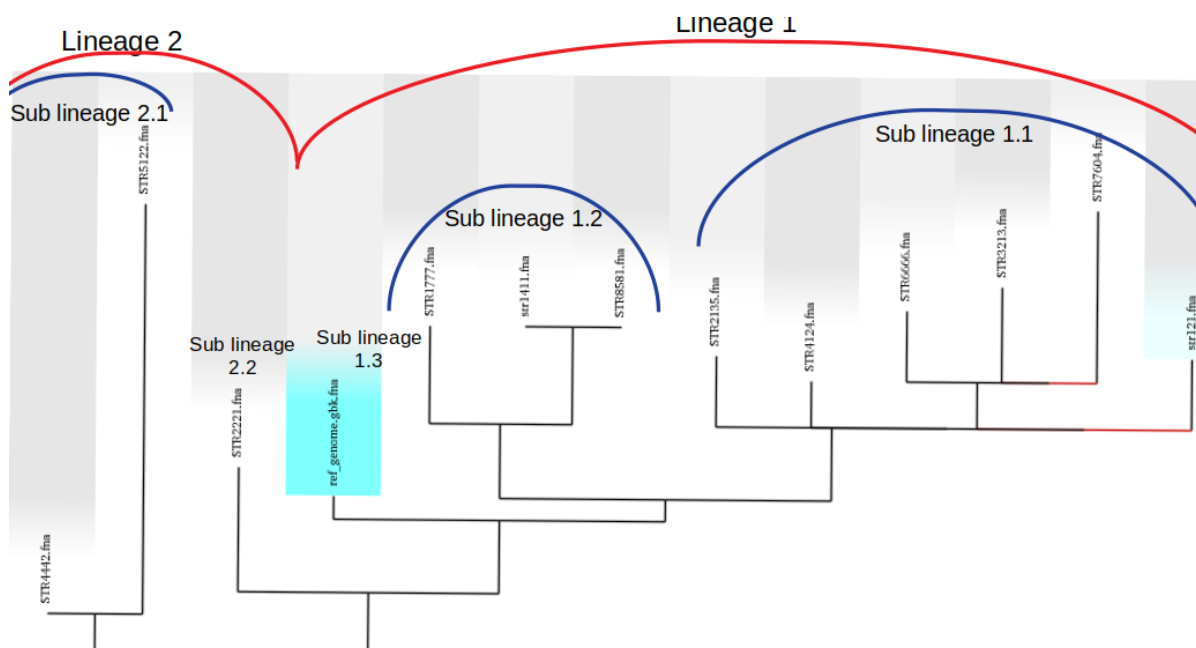 Lineage 2
Lineage 1
Sub lineage 2.1
Sub lineage 1.1
Sub lineage 1.2
Sub lineage
2.2
Sub lineage
1.3
STR4442.fna
STR5122.fna
STR2221.fna
ref_genome.gbk.fna
STR1777.fna
str1411.fna
STR8581.fna
STR2135.fna
STR4124.fna
STR6666.fna
STR3213.fna
STR7604.fna
str121.fna